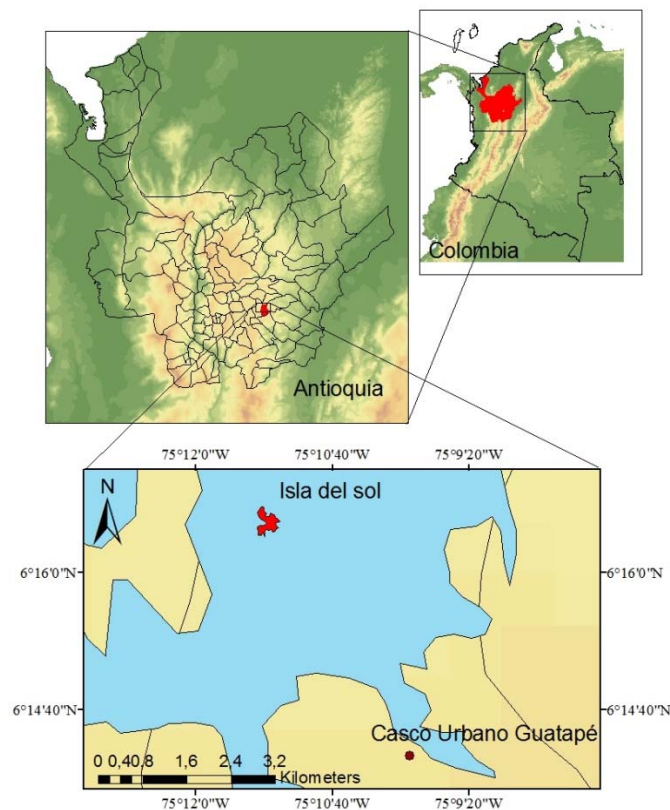 Colombia
Antioquia
75°12'0"W 75°10'40"W 75°9'20"W
Isla del sol
N
6°16'0"N 6°16'0"N
6°14'40"N 6°14'40"N
Casco Urbano Guatapé
0 0,40,8 1,6 2,4 3,2
Kilometers
75°12'0"W 75°10'40"W 75°9'20"W